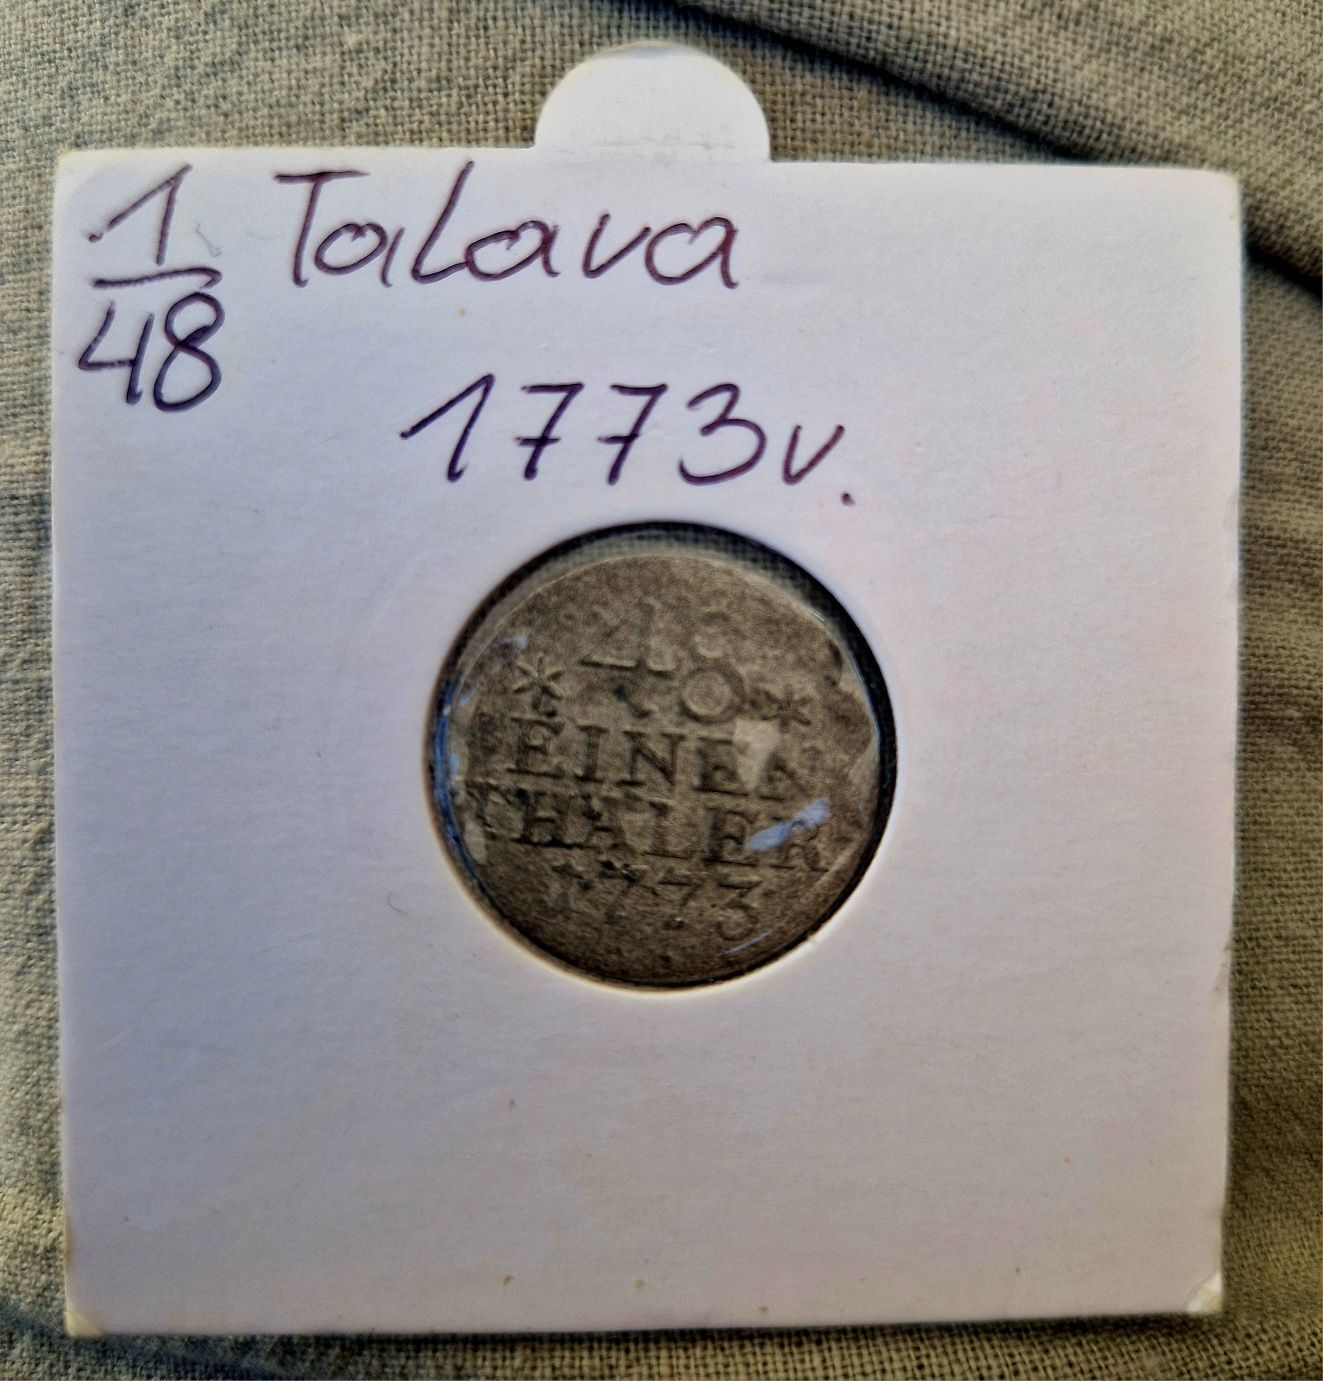 1/48 Talava
1773v.
* 48 *
EINEN
THALER
1773